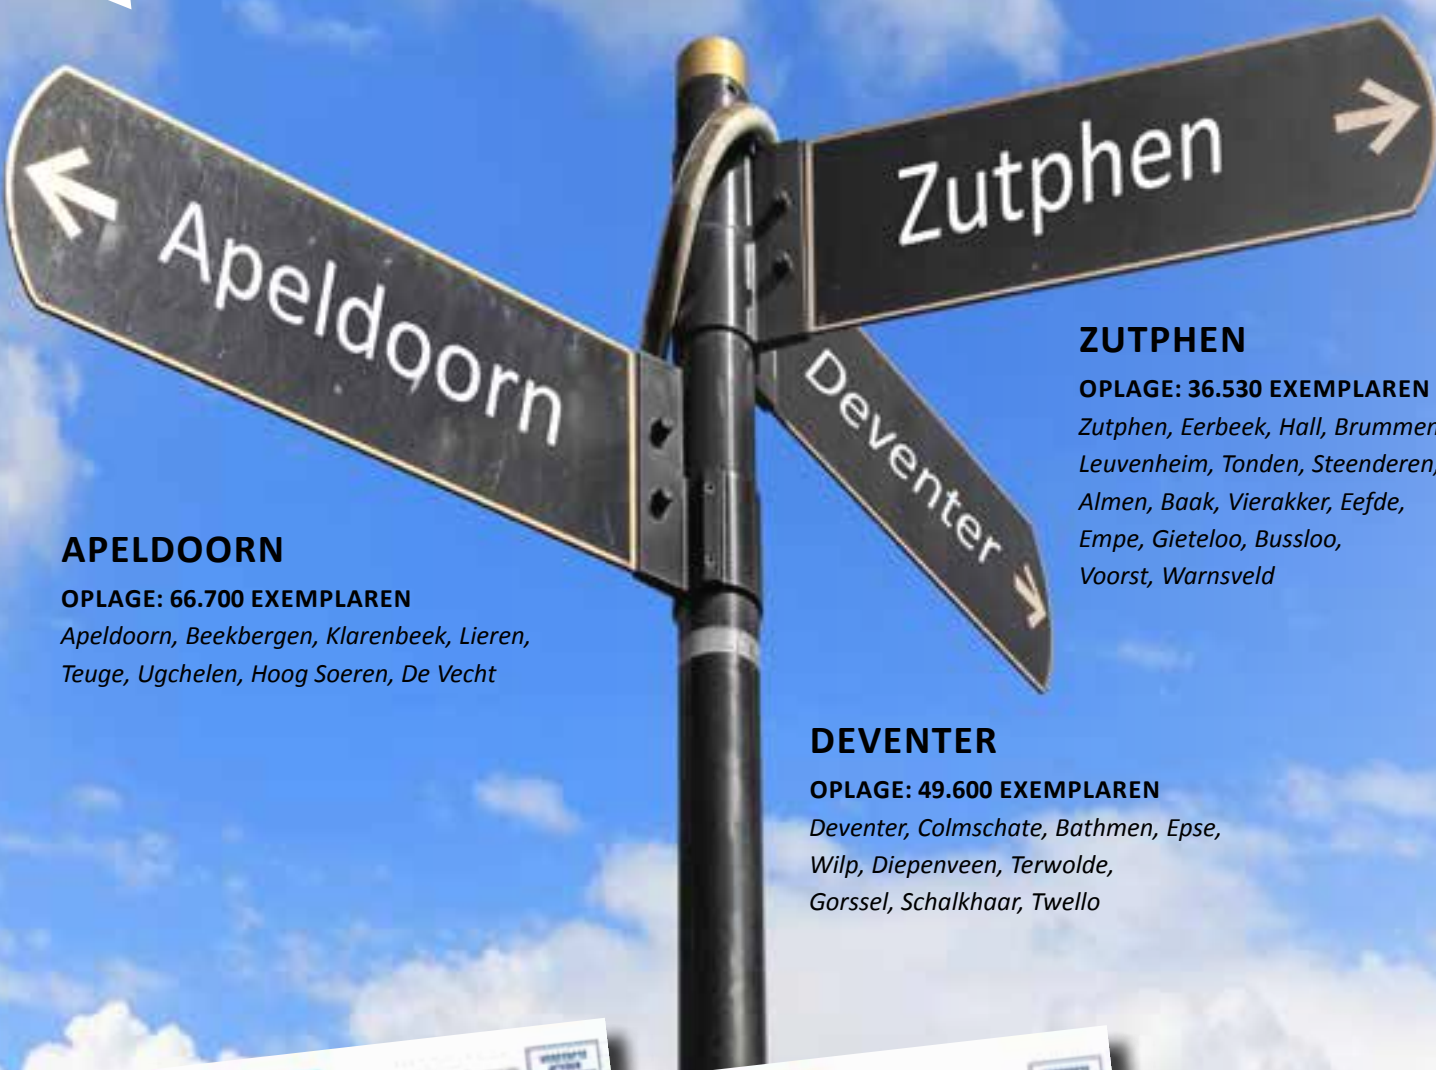 Apeldoorn
Zutphen
Deventer
ZUTPHEN
OPLAGE: 36.530 EXEMPLAREN
Zutphen, Eerbeek, Hall, Brummen
Leuvenheim, Tonden, Steenderen,
Almen, Baak, Vierakker, Eefde,
Empe, Gieteloo, Bussloo,
Voorst, Warnsveld
APELDOORN
OPLAGE: 66.700 EXEMPLAREN
Apeldoorn, Beekbergen, Klarenbeek, Lieren,
Teuge, Ugchelen, Hoog Soeren, De Vecht
DEVENTER
OPLAGE: 49.600 EXEMPLAREN
Deventer, Colmschate, Bathmen, Epse,
Wilp, Diepenveen, Terwolde,
Gorssel, Schalkhaar, Twello